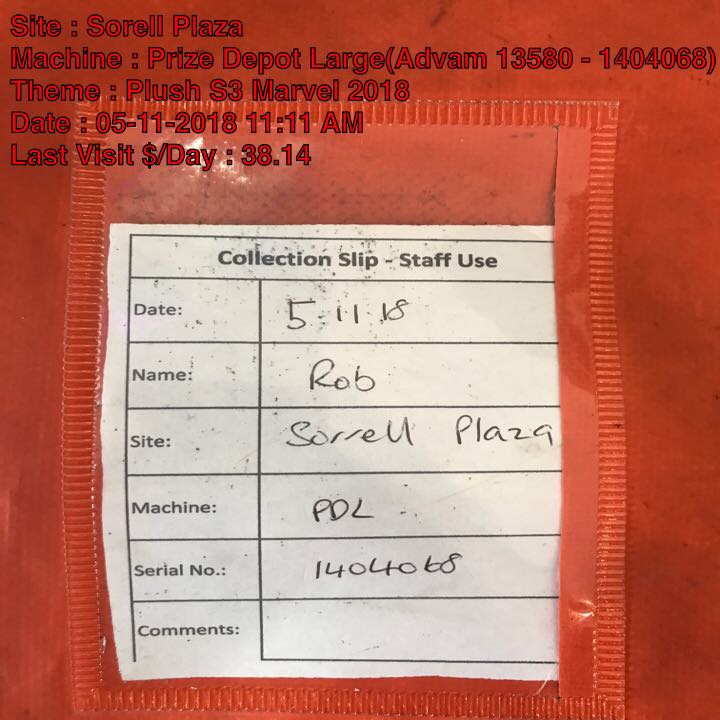 Site : Sorell Plaza
Machine : Prize Depot Large(Advam 13580 - 1404068)
Theme : Plush S3 Marvel 2018
Date : 05-11-2018 11:11 AM
Last Visit $/Day : 38.14
Collection Slip - Staff Use
Date: 5.11.18
Name: Rob
Site: Sorrell Plaza
Machine: PDL
Serial No.: 1404068
Comments: